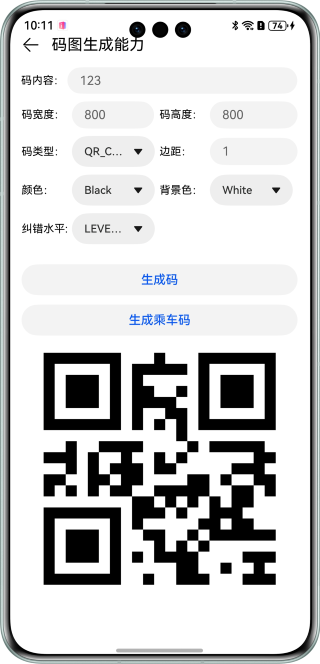 10:11 74
码图生成能力
码内容: 123
码宽度: 800 码高度: 800
码类型: QR_C... 边距: 1
颜色: Black 背景色: White
纠错水平: LEVE...
生成码
生成乘车码